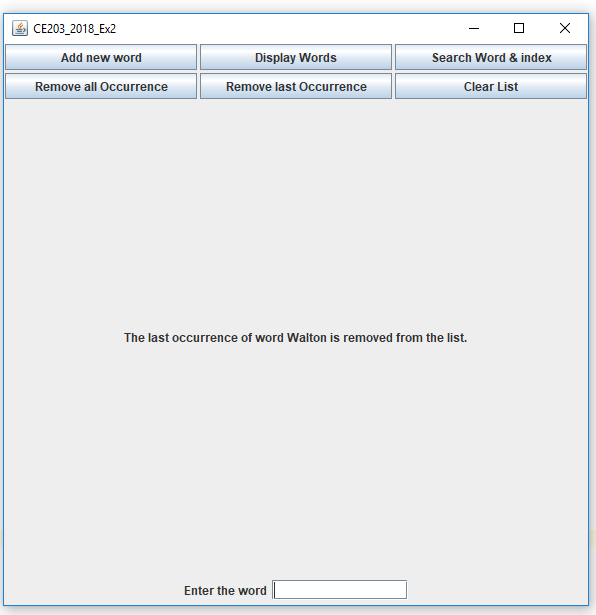 CE203_2018_Ex2
Add new word Display Words Search Word & index
Remove all Occurrence Remove last Occurrence Clear List
The last occurrence of word Walton is removed from the list.
Enter the word